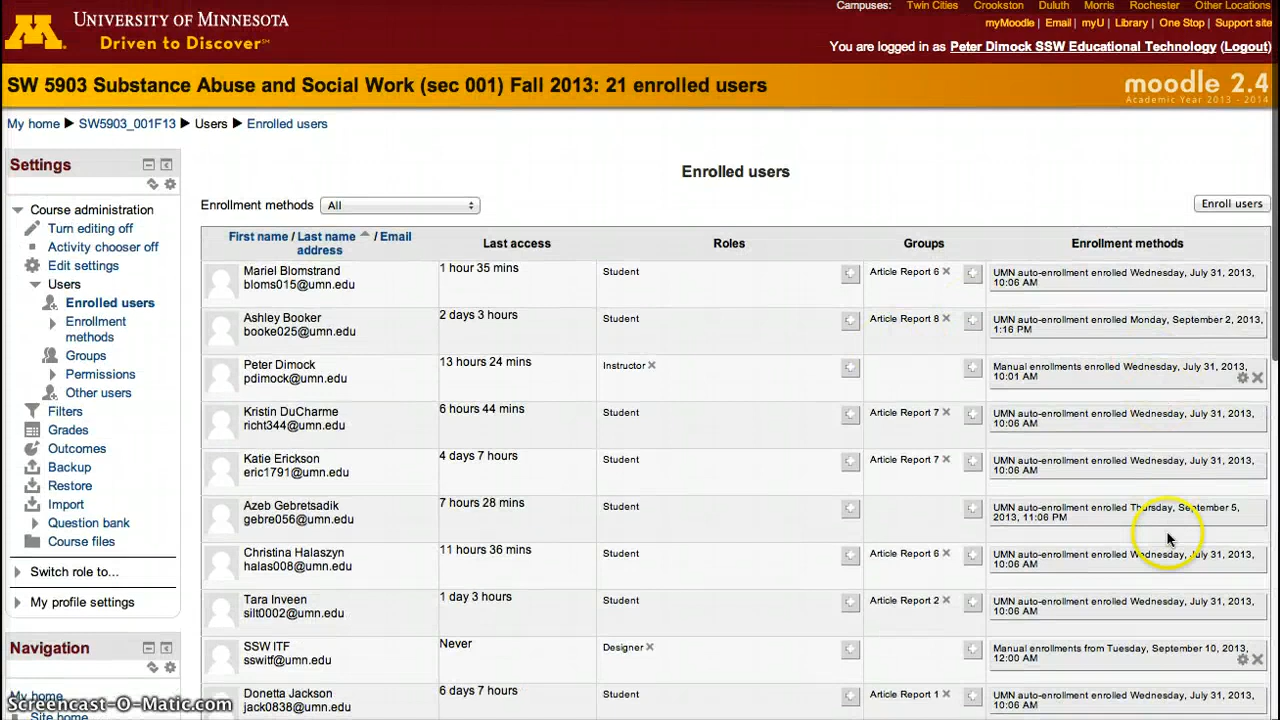 UNIVERSITY OF MINNESOTA
Driven to Discover℠
Campuses: Twin Cities Crookston Duluth Morris Rochester Other Locations
myMoodle | Email | myU | Library | One Stop | Support site
You are logged in as Peter Dimock SSW Educational Technology (Logout)
SW 5903 Substance Abuse and Social Work (sec 001) Fall 2013: 21 enrolled users
moodle 2.4
Academic Year 2013 - 2014
My home ► SW5903_001F13 ► Users ► Enrolled users
Settings
Course administration
Turn editing off
Activity chooser off
Edit settings
Users
Enrolled users
Enrollment
methods
Groups
Permissions
Other users
Filters
Grades
Outcomes
Backup
Restore
Import
Question bank
Course files
Switch role to...
My profile settings
Navigation
My home
Site home
Enrolled users
Enrollment methods All
Enroll users
First name / Last name / Email
address
Last access
Roles
Groups
Enrollment methods
Mariel Blomstrand
bloms015@umn.edu
1 hour 35 mins
Student
Article Report 6
UMN auto-enrollment enrolled Wednesday, July 31, 2013,
10:06 AM
Ashley Booker
booke025@umn.edu
2 days 3 hours
Student
Article Report 8
UMN auto-enrollment enrolled Monday, September 2, 2013,
1:16 PM
Peter Dimock
pdimock@umn.edu
13 hours 24 mins
Instructor
Manual enrollments enrolled Wednesday, July 31, 2013,
10:01 AM
Kristin DuCharme
richt344@umn.edu
6 hours 44 mins
Student
Article Report 7
UMN auto-enrollment enrolled Wednesday, July 31, 2013,
10:06 AM
Katie Erickson
eric1791@umn.edu
4 days 7 hours
Student
Article Report 7
UMN auto-enrollment enrolled Wednesday, July 31, 2013,
10:06 AM
Azeb Gebretsadik
gebre056@umn.edu
7 hours 28 mins
Student
UMN auto-enrollment enrolled Thursday, September 5,
2013, 11:06 PM
Christina Halaszyn
halas008@umn.edu
11 hours 36 mins
Student
Article Report 6
UMN auto-enrollment enrolled Wednesday, July 31, 2013,
10:06 AM
Tara Inveen
silt0002@umn.edu
1 day 3 hours
Student
Article Report 2
UMN auto-enrollment enrolled Wednesday, July 31, 2013,
10:06 AM
SSW ITF
sswitf@umn.edu
Never
Designer
Manual enrollments from Tuesday, September 10, 2013,
12:00 AM
Donetta Jackson
jack0838@umn.edu
6 days 7 hours
Student
Article Report 1
UMN auto-enrollment enrolled Wednesday, July 31, 2013,
10:06 AM
Screencast-O-Matic.com